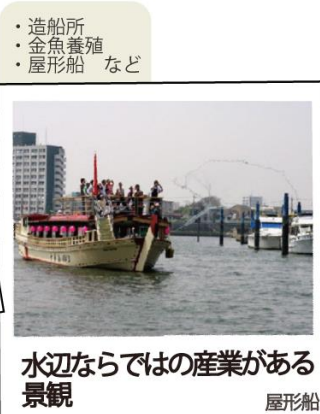 ・造船所
・金魚養殖
・屋形船　など
水辺ならではの産業がある
景観
屋形船